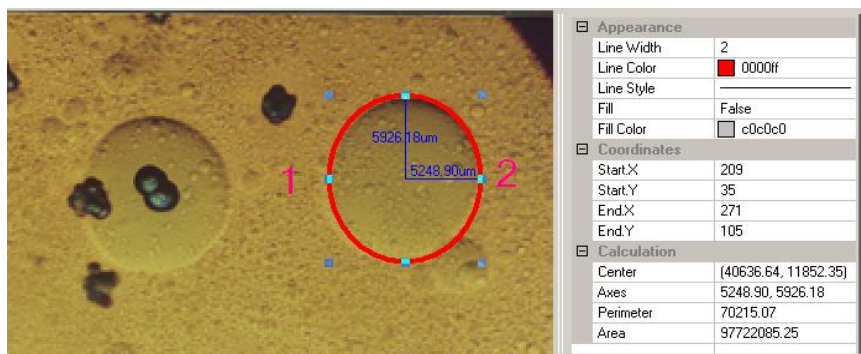 5926.18um
1
5248.90um
2
Appearance
Line Width 2
Line Color 0000ff
Line Style
Fill False
Fill Color c0c0c0
Coordinates
Start.X 209
Start.Y 35
End.X 271
End.Y 105
Calculation
Center (40636.64, 11852.35)
Axes 5248.90, 5926.18
Perimeter 70215.07
Area 97722085.25